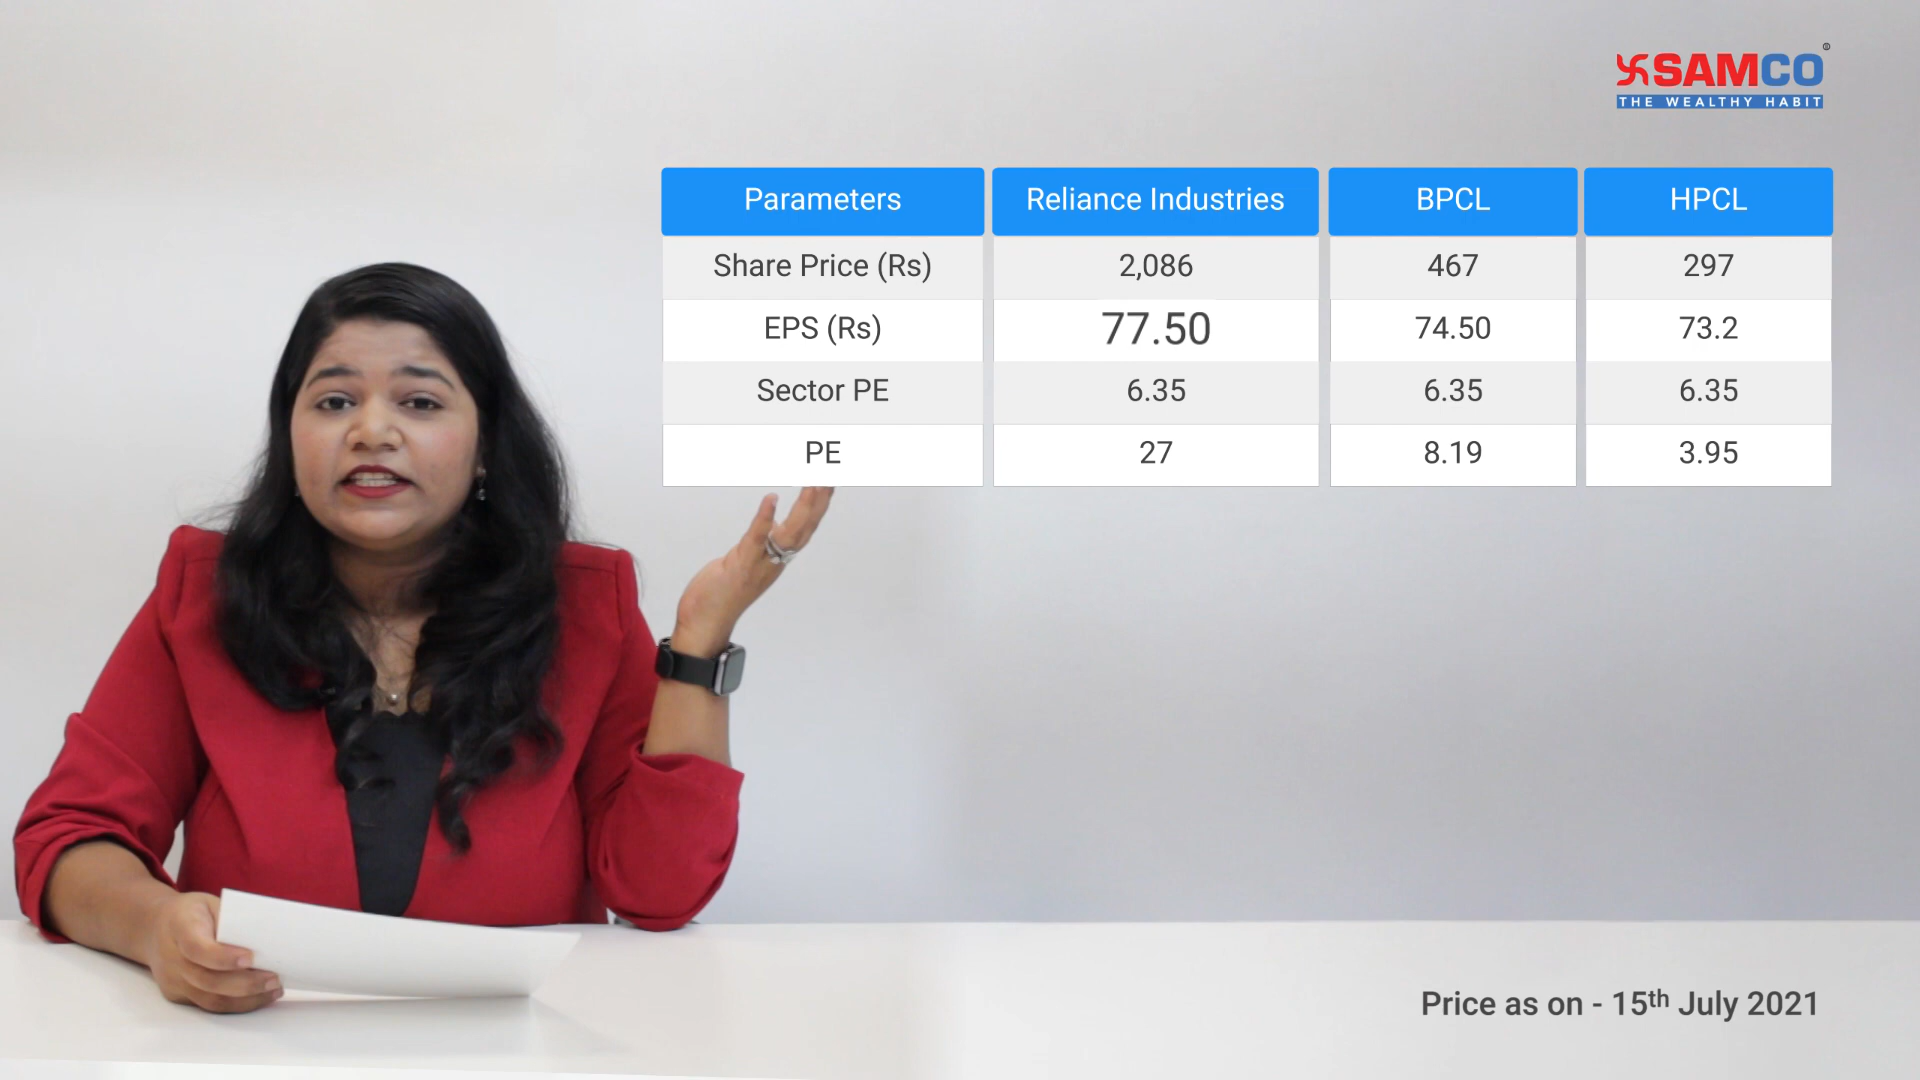 SAMCO®
THE WEALTHY HABIT
Parameters Reliance Industries BPCL HPCL
Share Price (Rs) 2,086 467 297
EPS (Rs) 77.50 74.50 73.2
Sector PE 6.35 6.35 6.35
PE 27 8.19 3.95
Price as on - 15th July 2021